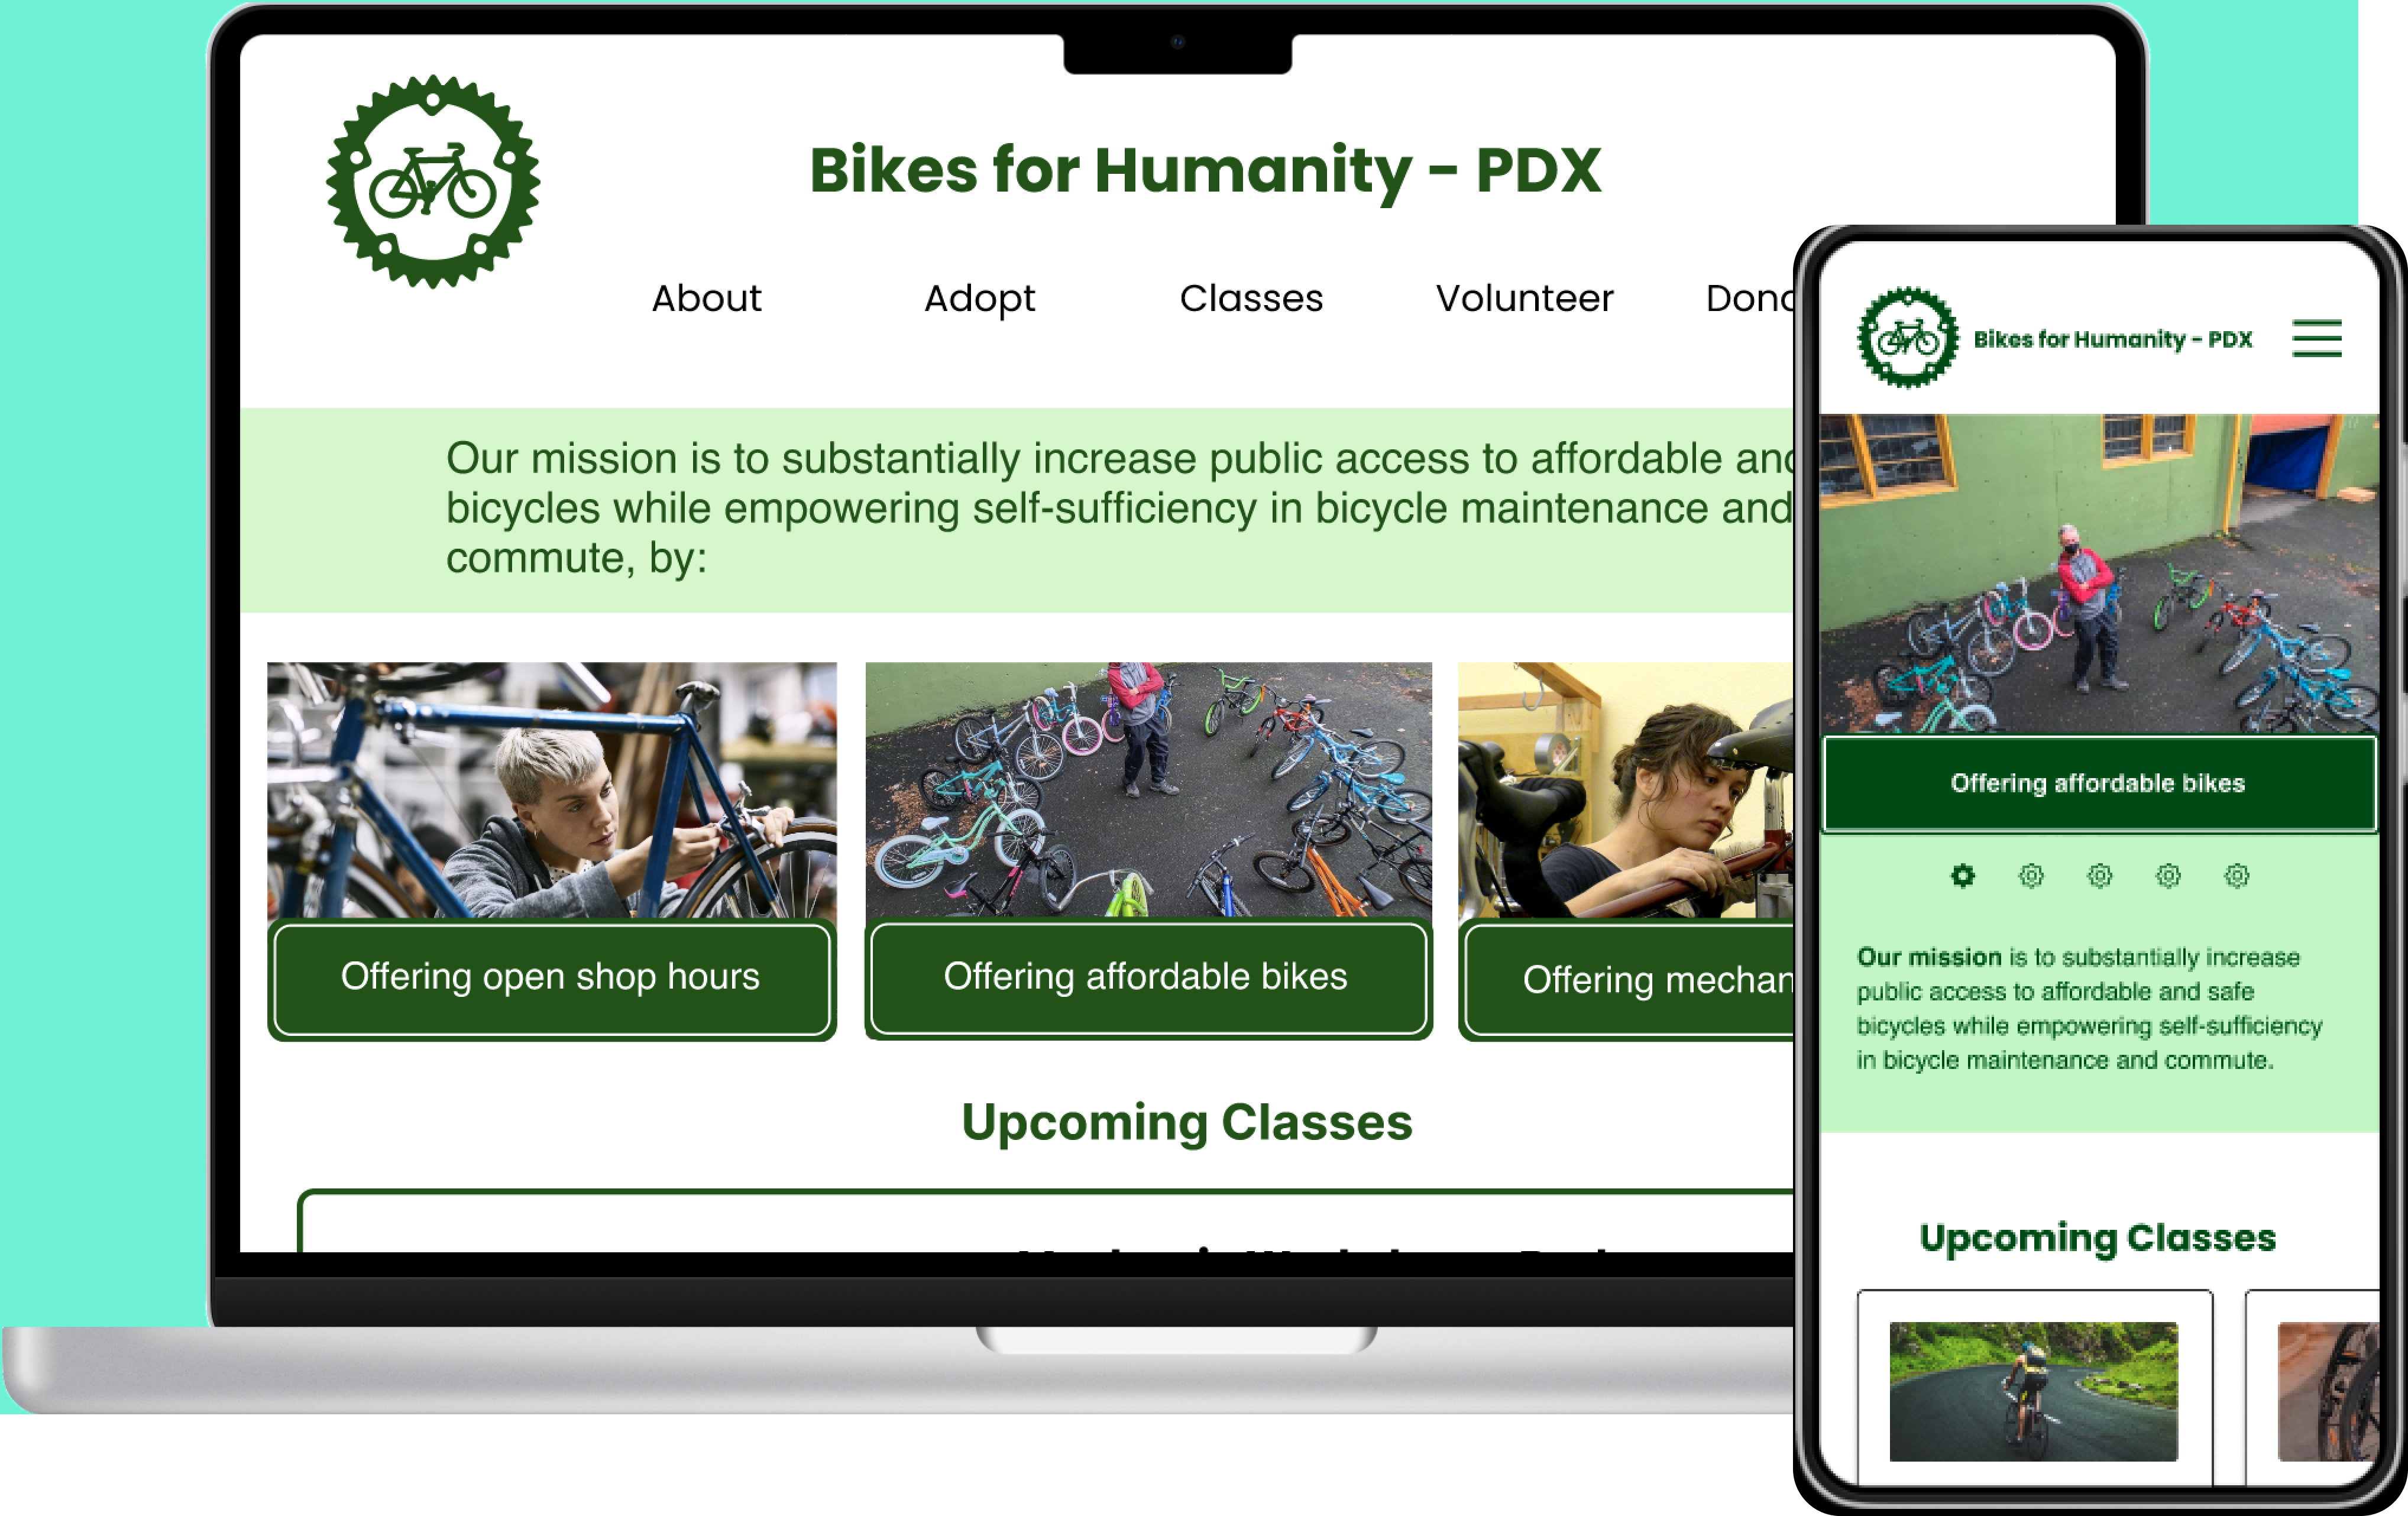 Bikes for Humanity - PDX
About Adopt Classes Volunteer
Our mission is to substantially increase public access to affordable
bicycles while empowering self-sufficiency in bicycle maintenance and
commute, by:
Offering open shop hours
Offering affordable bikes
Offering
Upcoming Classes
Bikes for Humanity - PDX
Offering affordable bikes
Our mission is to substantially increase
public access to affordable and safe
bicycles while empowering self-sufficiency
in bicycle maintenance and commute.
Upcoming Classes